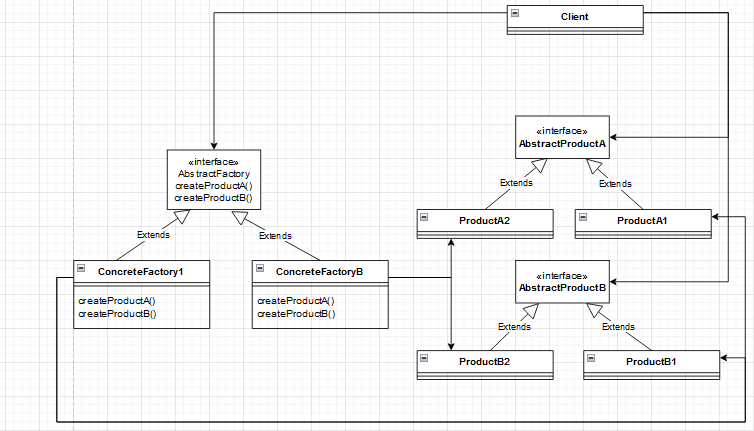 Client
«interface»
AbstractProductA
«interface»
AbstractFactory
createProductA()
createProductB()
Extends
Extends
ProductA2
ProductA1
Extends
Extends
ConcreteFactory1
createProductA()
createProductB()
ConcreteFactoryB
createProductA()
createProductB()
«interface»
AbstractProductB
Extends
Extends
ProductB2
ProductB1